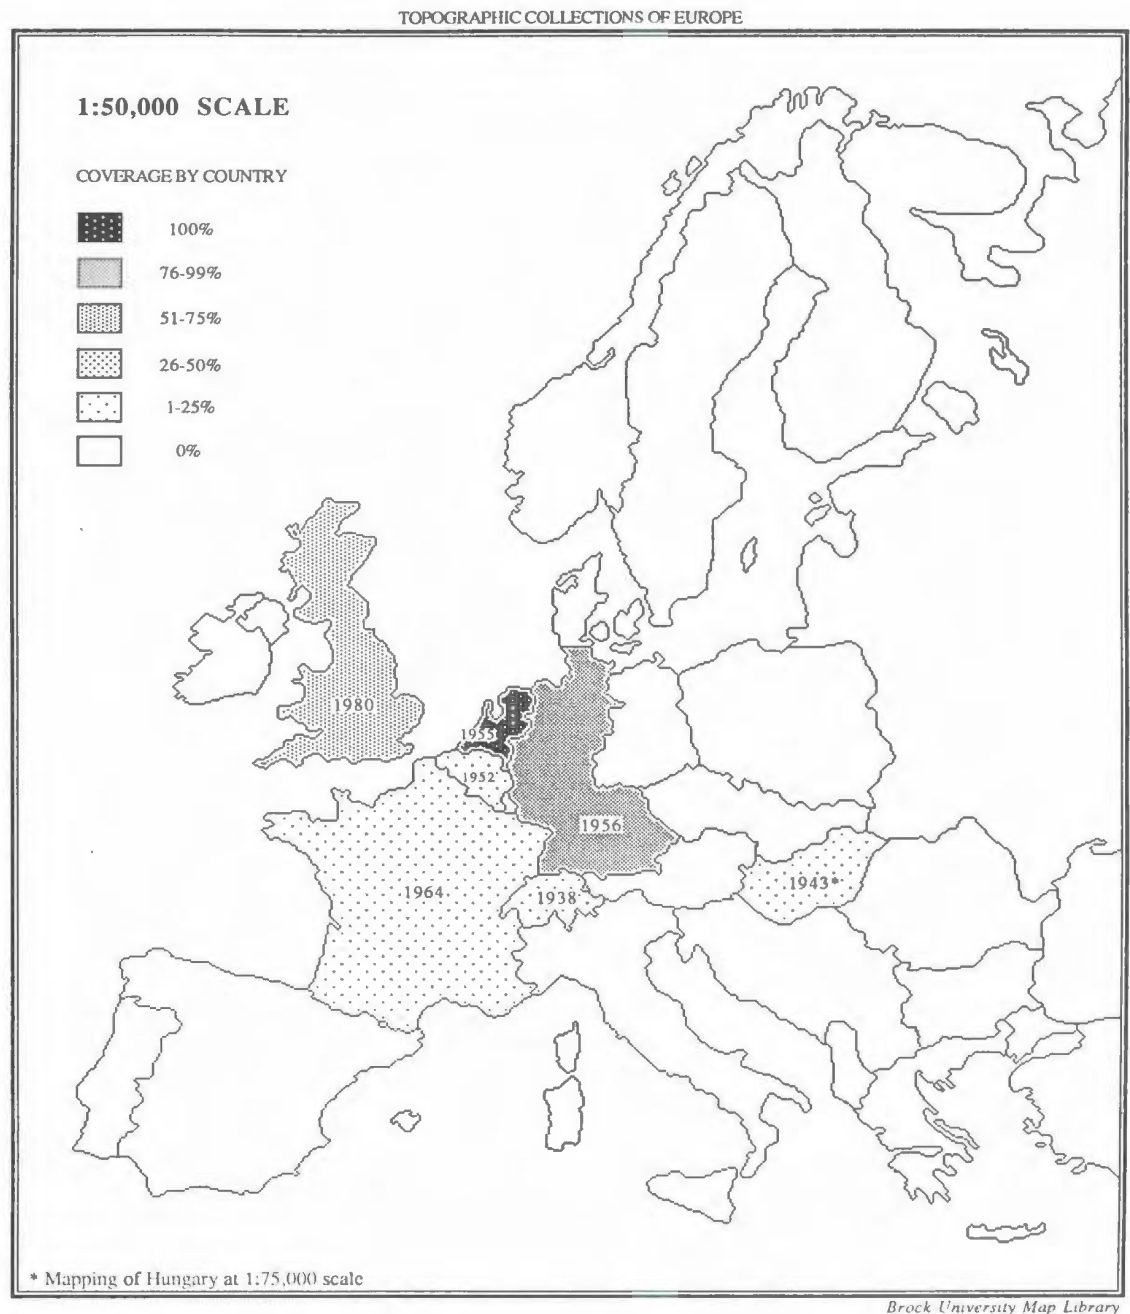 TOPOGRAPHIC COLLECTIONS OF EUROPE
1:50,000 SCALE
COVERAGE BY COUNTRY
100%
76-99%
51-75%
26-50%
1-25%
0%
1980
1955
1952
1956
1964
1938
1943*
* Mapping of Hungary at 1:75,000 scale
Brock University Map Library